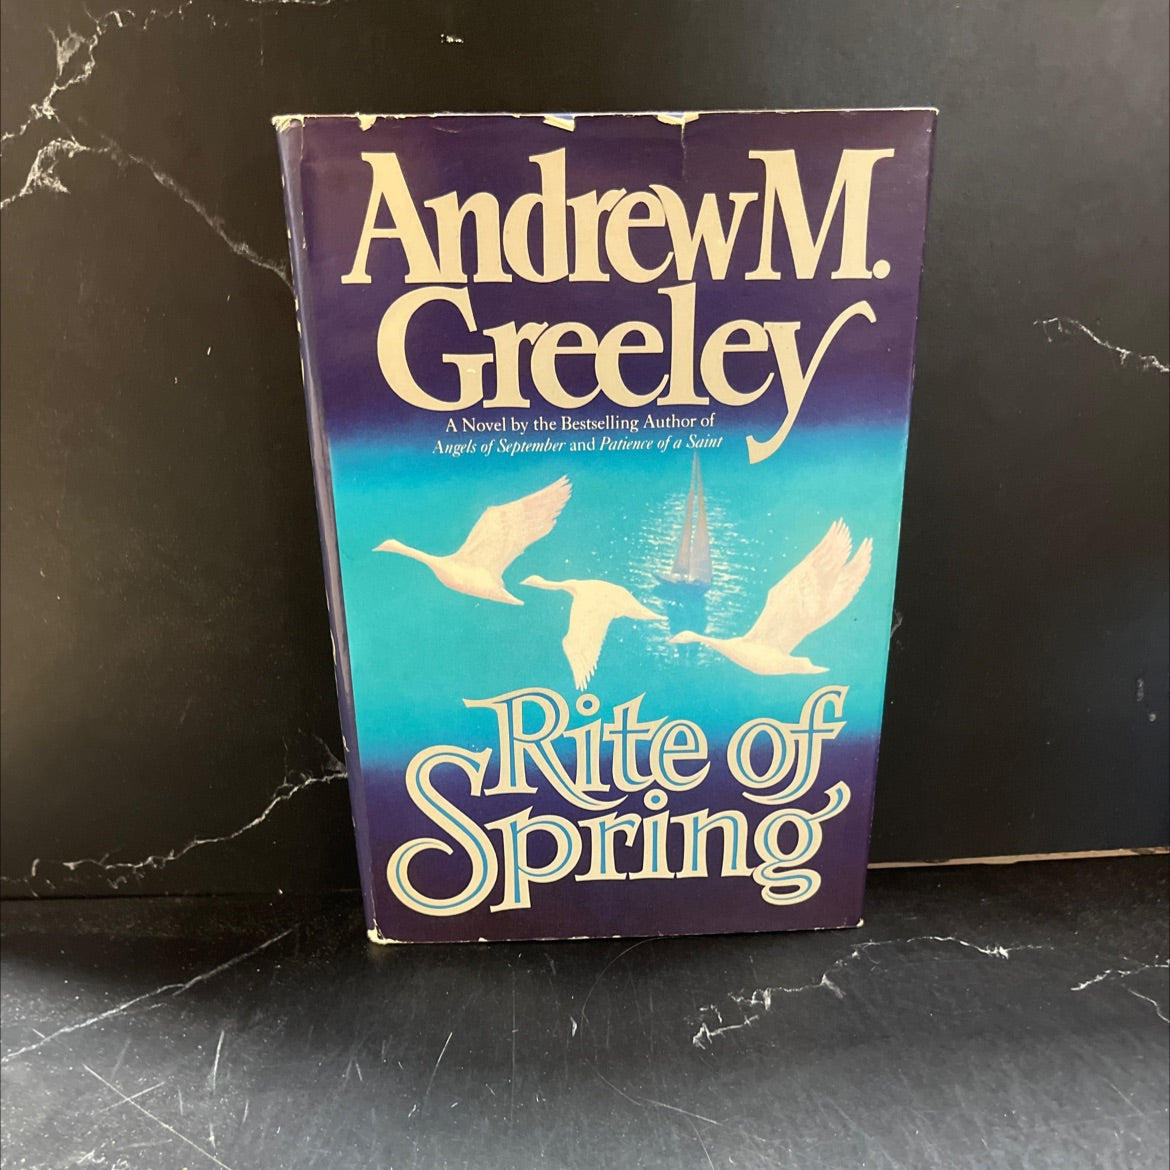 Andrew M.
Greeley
A Novel by the Bestselling Author of
Angels of September and Patience of a Saint
Rite of
Spring